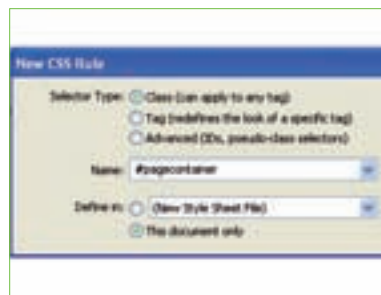 New CSS Rule
Selector Type: Class (can apply to any tag)
Tag (redefines the look of a specific tag)
Advanced (IDs, pseudo-class selectors)
Name: #pagecontainer
Define in: (New Style Sheet File)
This document only